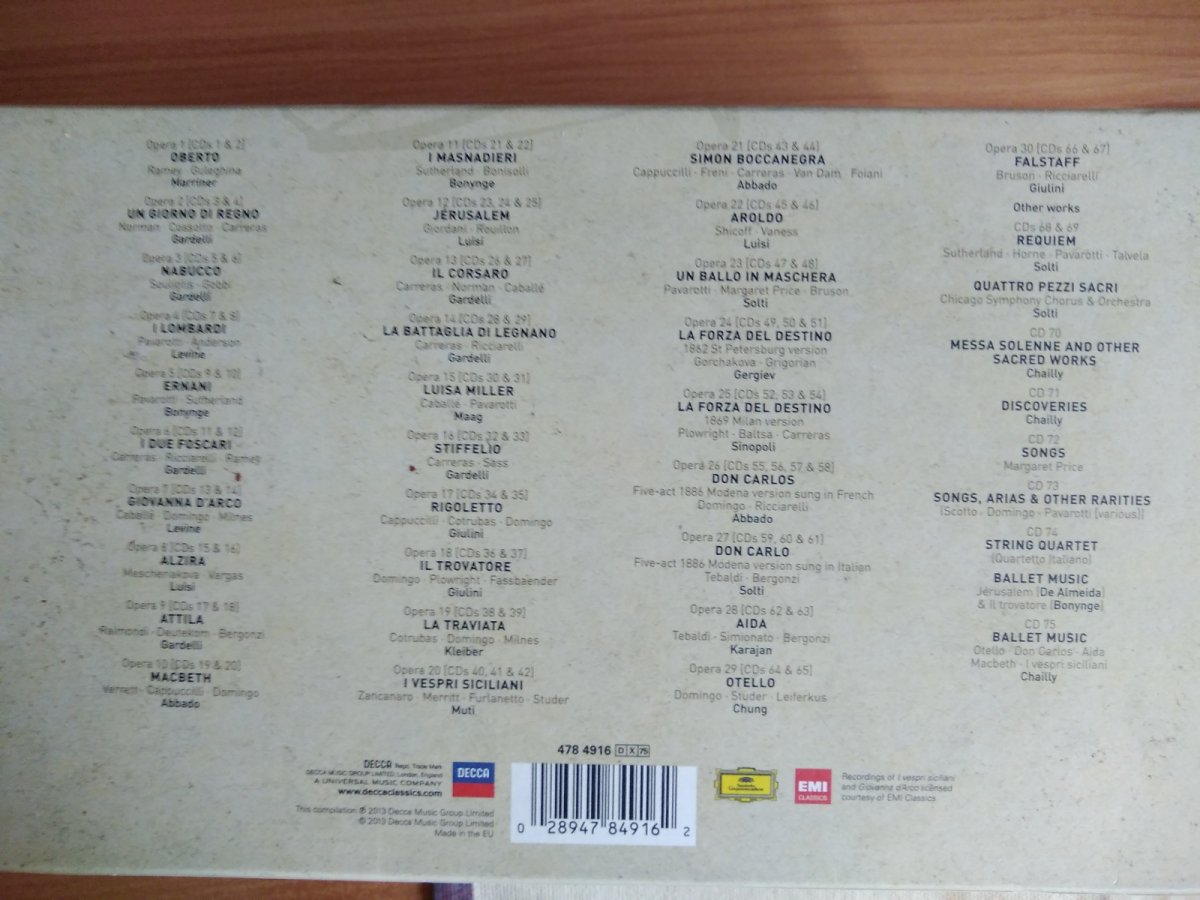 Opera 1 [CDs 1 & 2]
OBERTO
Ramey · Guleghina
Marriner
Opera 2 [CDs 3 & 4]
UN GIORNO DI REGNO
Norman · Cossotto · Carreras
Gardelli
Opera 3 [CDs 5 & 6]
NABUCCO
Souliotis · Gobbi
Gardelli
Opera 4 [CDs 7 & 8]
I LOMBARDI
Pavarotti · Anderson
Levine
Opera 5 [CDs 9 & 10]
ERNANI
Pavarotti · Sutherland
Bonynge
Opera 6 [CDs 11 & 12]
I DUE FOSCARI
Carreras · Ricciarelli · Ramey
Gardelli
Opera 7 [CDs 13 & 14]
GIOVANNA D'ARCO
Caballé · Domingo · Milnes
Levine
Opera 8 [CDs 15 & 16]
ALZIRA
Mescheriakova · Vargas
Luisi
Opera 9 [CDs 17 & 18]
ATTILA
Raimondi · Deutekom · Bergonzi
Gardelli
Opera 10 [CDs 19 & 20]
MACBETH
Verrett · Cappuccilli · Domingo
Abbado
Opera 11 [CDs 21 & 22]
I MASNADIERI
Sutherland · Bonisolli
Bonynge
Opera 12 [CDs 23, 24 & 25]
JÉRUSALEM
Giordani · Rouillon
Luisi
Opera 13 [CDs 26 & 27]
IL CORSARO
Carreras · Norman · Caballé
Gardelli
Opera 14 [CDs 28 & 29]
LA BATTAGLIA DI LEGNANO
Carreras · Ricciarelli
Gardelli
Opera 15 [CDs 30 & 31]
LUISA MILLER
Caballé · Pavarotti
Maag
Opera 16 [CDs 32 & 33]
STIFFELIO
Carreras · Sass
Gardelli
Opera 17 [CDs 34 & 35]
RIGOLETTO
Cappuccilli · Cotrubas · Domingo
Giulini
Opera 18 [CDs 36 & 37]
IL TROVATORE
Domingo · Plowright · Fassbaender
Giulini
Opera 19 [CDs 38 & 39]
LA TRAVIATA
Cotrubas · Domingo · Milnes
Kleiber
Opera 20 [CDs 40, 41 & 42]
I VESPRI SICILIANI
Zancanaro · Merritt · Furlanetto · Studer
Muti
Opera 21 [CDs 43 & 44]
SIMON BOCCANEGRA
Cappuccilli · Freni · Carreras · Van Dam · Foiani
Abbado
Opera 22 [CDs 45 & 46]
AROLDO
Shicoff · Vaness
Luisi
Opera 23 [CDs 47 & 48]
UN BALLO IN MASCHERA
Pavarotti · Margaret Price · Bruson
Solti
Opera 24 [CDs 49, 50 & 51]
LA FORZA DEL DESTINO
1862 St Petersburg version
Gorchakova · Grigorian
Gergiev
Opera 25 [CDs 52, 53 & 54]
LA FORZA DEL DESTINO
1869 Milan version
Plowright · Baltsa · Carreras
Sinopoli
Opera 26 [CDs 55, 56, 57 & 58]
DON CARLOS
Five-act 1886 Modena version sung in French
Domingo · Ricciarelli
Abbado
Opera 27 [CDs 59, 60 & 61]
DON CARLO
Five-act 1886 Modena version sung in Italian
Tebaldi · Bergonzi
Solti
Opera 28 [CDs 62 & 63]
AIDA
Tebaldi · Simionato · Bergonzi
Karajan
Opera 29 [CDs 64 & 65]
OTELLO
Domingo · Studer · Leiferkus
Chung
Opera 30 [CDs 66 & 67]
FALSTAFF
Bruson · Ricciarelli
Giulini
Other works
CDs 68 & 69
REQUIEM
Sutherland · Horne · Pavarotti · Talvela
Solti
QUATTRO PEZZI SACRI
Chicago Symphony Chorus & Orchestra
Solti
CD 70
MESSA SOLENNE AND OTHER
SACRED WORKS
Chailly
CD 71
DISCOVERIES
Chailly
CD 72
SONGS
Margaret Price
CD 73
SONGS, ARIAS & OTHER RARITIES
[Scotto · Domingo · Pavarotti [various]]
CD 74
STRING QUARTET
[Quartetto Italiano]
BALLET MUSIC
Jérusalem [De Almeida]
& Il trovatore [Bonynge]
CD 75
BALLET MUSIC
Otello · Don Carlos · Aida
Macbeth · I vespri siciliani
Chailly
478 4916 D X 75
DECCA Regd. Trade Mark
DECCA MUSIC GROUP LIMITED, London, England
A UNIVERSAL MUSIC COMPANY
www.deccaclassics.com
DECCA
This compilation ℗ 2013 Decca Music Group Limited
© 2013 Decca Music Group Limited
Made in the EU
0 28947 84916 2
Deutsche
Grammophon
EMI
CLASSICS
Recordings of I vespri siciliani
and Giovanna d'Arco licensed
courtesy of EMI Classics